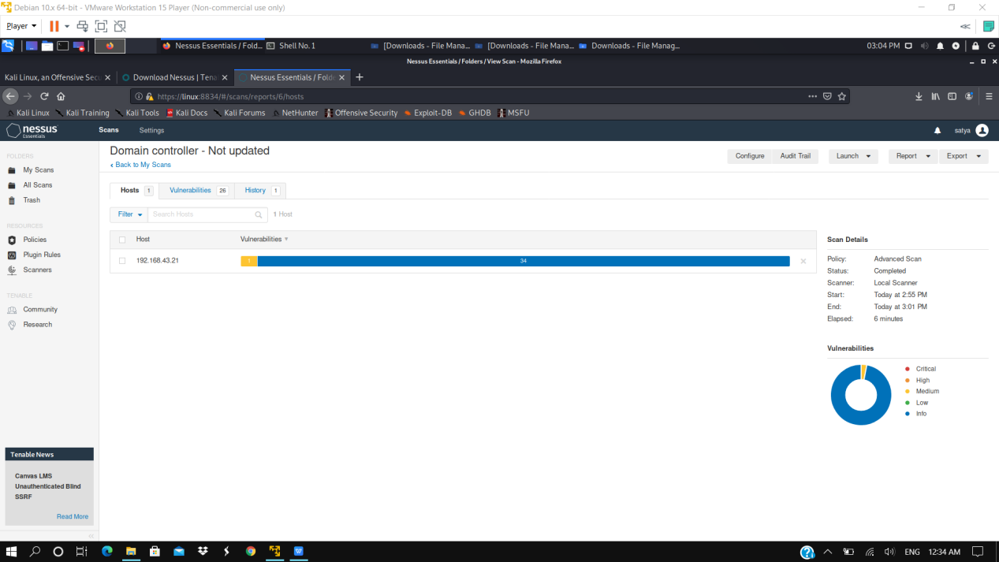 Debian 10.x 64-bit - VMware Workstation 15 Player (Non-commercial use only)
Player
Nessus Essentials / Fold... Shell No. 1 [Downloads - File Mana... [Downloads - File Mana... Downloads - File Manag... 03:04 PM
Nessus Essentials / Folders / View Scan - Mozilla Firefox
Kali Linux, an Offensive Secu Download Nessus | Tena Nessus Essentials / Folde
https://linux:8834/#/scans/reports/6/hosts
Kali Linux Kali Training Kali Tools Kali Docs Kali Forums NetHunter Offensive Security Exploit-DB GHDB MSFU
nessus Essentials Scans Settings satya
FOLDERS
My Scans
All Scans
Trash
RESOURCES
Policies
Plugin Rules
Scanners
TENABLE
Community
Research
Tenable News
Canvas LMS
Unauthenticated Blind
SSRF
Read More
Domain controller - Not updated
Back to My Scans
Configure Audit Trail Launch Report Export
Hosts 1 Vulnerabilities 26 History 1
Filter Search Hosts 1 Host
Host Vulnerabilities
192.168.43.21 1 34
Scan Details
Policy: Advanced Scan
Status: Completed
Scanner: Local Scanner
Start: Today at 2:55 PM
End: Today at 3:01 PM
Elapsed: 6 minutes
Vulnerabilities
Critical
High
Medium
Low
Info
ENG 12:34 AM